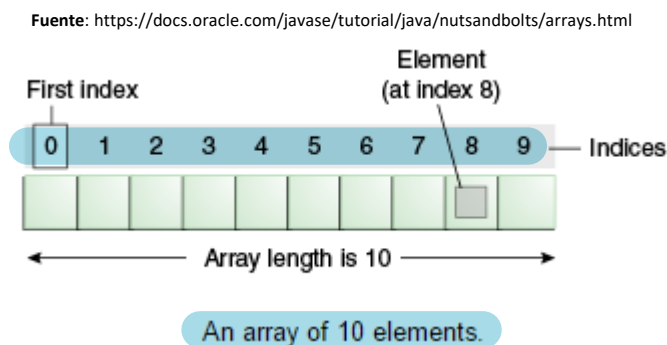 Fuente: https://docs.oracle.com/javase/tutorial/java/nutsandbolts/arrays.html
Element
First index (at index 8)
0 1 2 3 4 5 6 7 8 9 Indices
Array length is 10
An array of 10 elements.